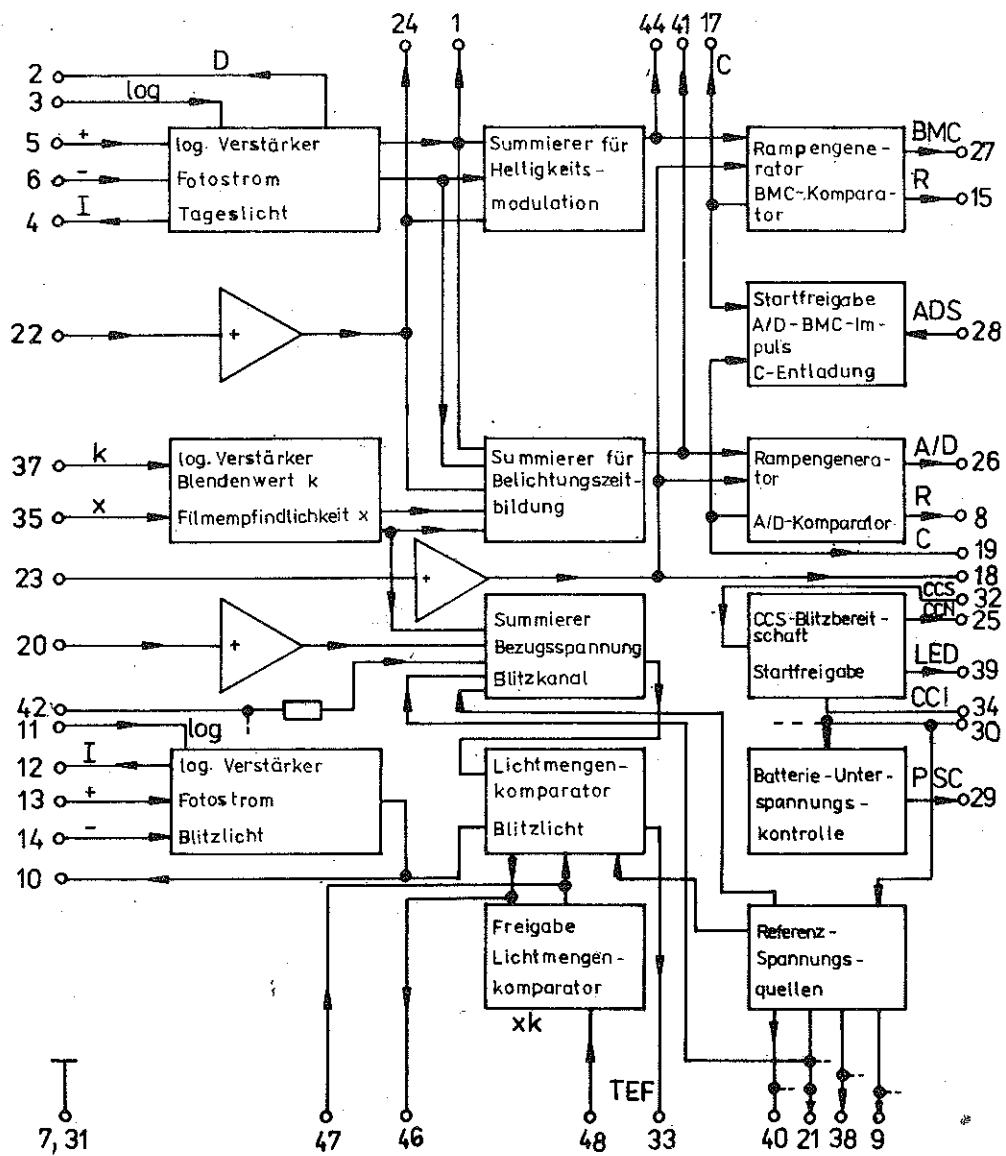 24 1 44 41 17
2 D C
3 log
5 + log. Verstärker Summierer für Rampengene- BMC 27
6 - Fotostrom Helligkeits- rator R
4 I Tageslicht modulation BMC-Komparator 15
22 + Startfreigabe ADS
A/D-BMC-Im-
puls 28
C-Entladung
37 k log. Verstärker Summierer für Rampengenera- A/D 26
Blendenwert k Belichtungszeit- tor R
35 x Filmempfindlichkeit x bildung A/D-Komparator 8
C 19
23 + 18
CCS 32
20 + Summierer CCS-Blitzbereit- CCN 25
Bezugsspannung schaft LED
Blitzkanal Startfreigabe 39
42 CCI 34
11 log 30
12 I log. Verstärker Lichtmengen- Batterie-Unter- PSC
13 + Fotostrom komparator spannungs- 29
14 - Blitzlicht Blitzlicht kontrolle
10
Freigabe Referenz-
Lichtmengen- Spannungs-
komparator quellen
xk
TEF
7, 31 47 46 48 33 40 21 38 9